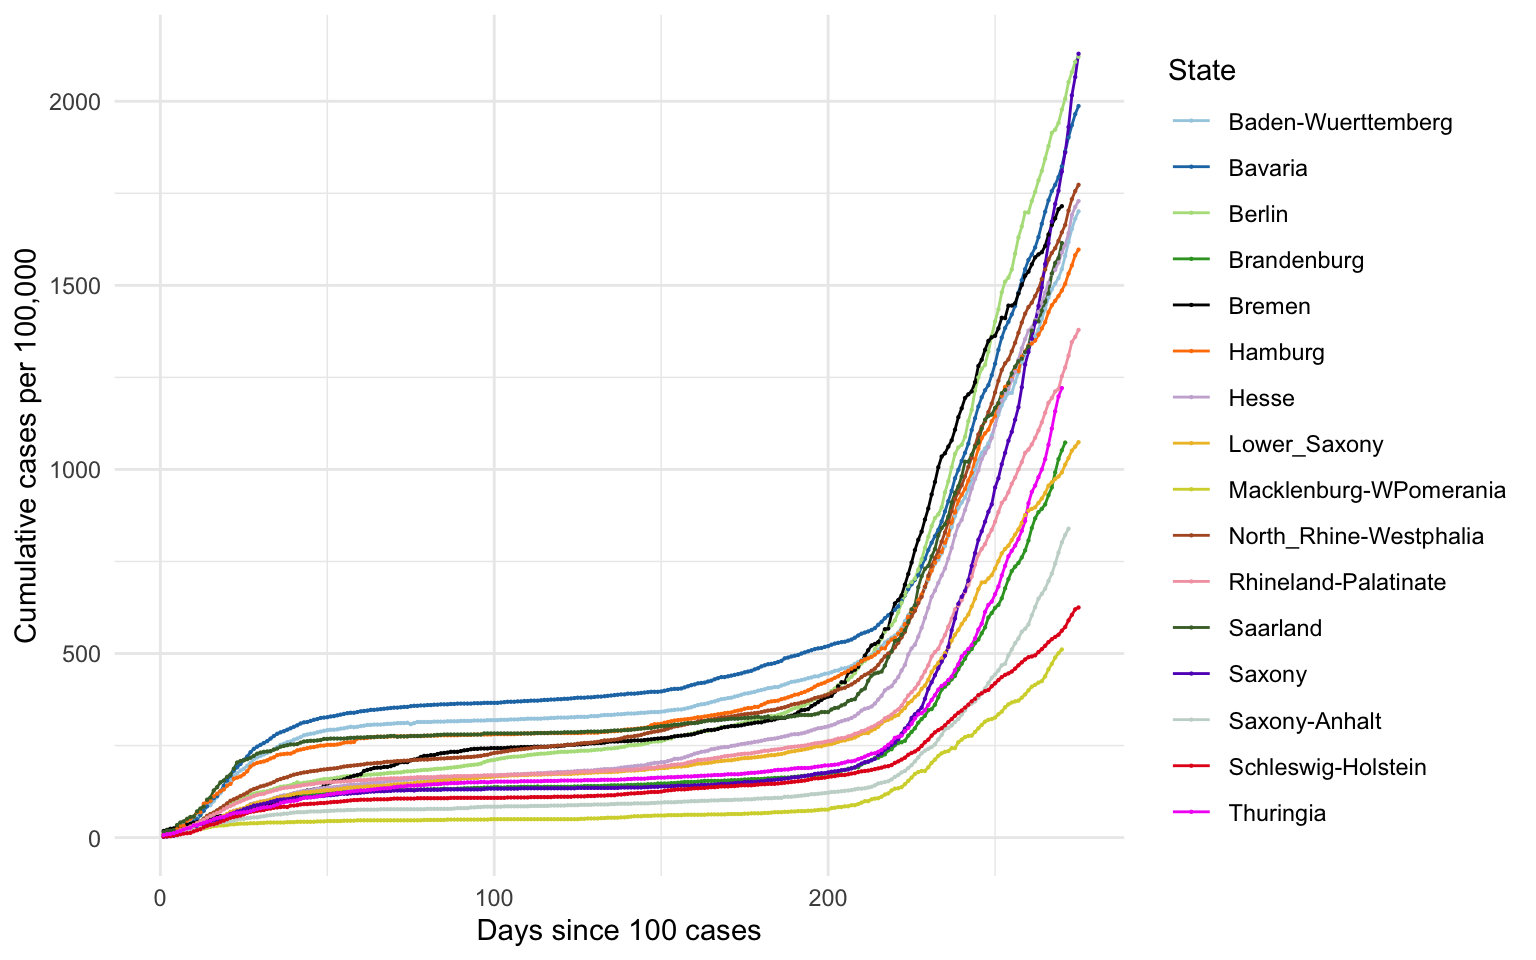 2000
1500
1000
500
0
Cumulative cases per 100,000
0 100 200
Days since 100 cases
State
Baden-Wuerttemberg
Bavaria
Berlin
Brandenburg
Bremen
Hamburg
Hesse
Lower_Saxony
Macklenburg-WPomerania
North_Rhine-Westphalia
Rhineland-Palatinate
Saarland
Saxony
Saxony-Anhalt
Schleswig-Holstein
Thuringia